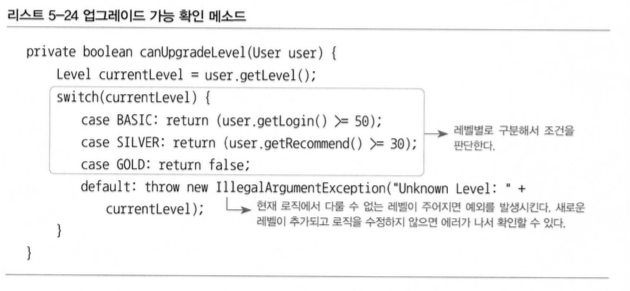 리스트 5-24 업그레이드 가능 확인 메소드
private boolean canUpgradeLevel(User user) {
Level currentLevel = user.getLevel();
switch(currentLevel) {
case BASIC: return (user.getLogin() >= 50);
case SILVER: return (user.getRecommend() >= 30);
case GOLD: return false;
레벨별로 구분해서 조건을
판단한다.
default: throw new IllegalArgumentException("Unknown Level: " +
currentLevel);
현재 로직에서 다룰 수 없는 레벨이 주어지면 예외를 발생시킨다. 새로운
레벨이 추가되고 로직을 수정하지 않으면 에러가 나서 확인할 수 있다.
}
}